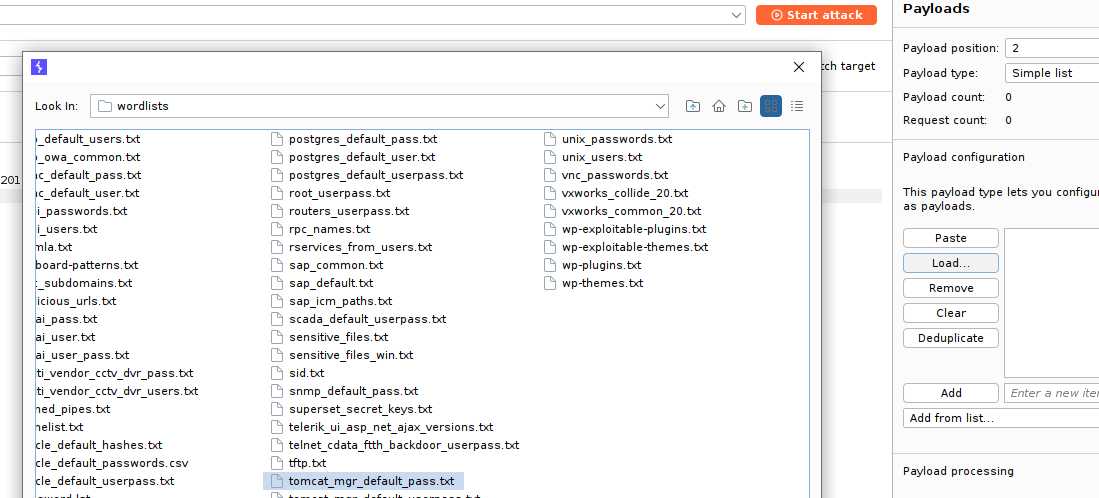 Start attack
tch target
201
Look In:
wordlists
_default_users.txt
_owa_common.txt
c_default_pass.txt
c_default_user.txt
i_passwords.txt
i_users.txt
mla.txt
board-patterns.txt
_subdomains.txt
licious_urls.txt
ai_pass.txt
ai_user.txt
ai_user_pass.txt
ti_vendor_cctv_dvr_pass.txt
ti_vendor_cctv_dvr_users.txt
ned_pipes.txt
nelist.txt
cle_default_hashes.txt
cle_default_passwords.csv
cle_default_userpass.txt
postgres_default_pass.txt
postgres_default_user.txt
postgres_default_userpass.txt
root_userpass.txt
routers_userpass.txt
rpc_names.txt
rservices_from_users.txt
sap_common.txt
sap_default.txt
sap_icm_paths.txt
scada_default_userpass.txt
sensitive_files.txt
sensitive_files_win.txt
sid.txt
snmp_default_pass.txt
superset_secret_keys.txt
telerik_ui_asp_net_ajax_versions.txt
telnet_cdata_ftth_backdoor_userpass.txt
tftp.txt
tomcat_mgr_default_pass.txt
unix_passwords.txt
unix_users.txt
vnc_passwords.txt
vxworks_collide_20.txt
vxworks_common_20.txt
wp-exploitable-plugins.txt
wp-exploitable-themes.txt
wp-plugins.txt
wp-themes.txt
Payloads
Payload position: 2
Payload type: Simple list
Payload count: 0
Request count: 0
Payload configuration
This payload type lets you configu
as payloads.
Paste
Load...
Remove
Clear
Deduplicate
Add
Enter a new item
Add from list...
Payload processing